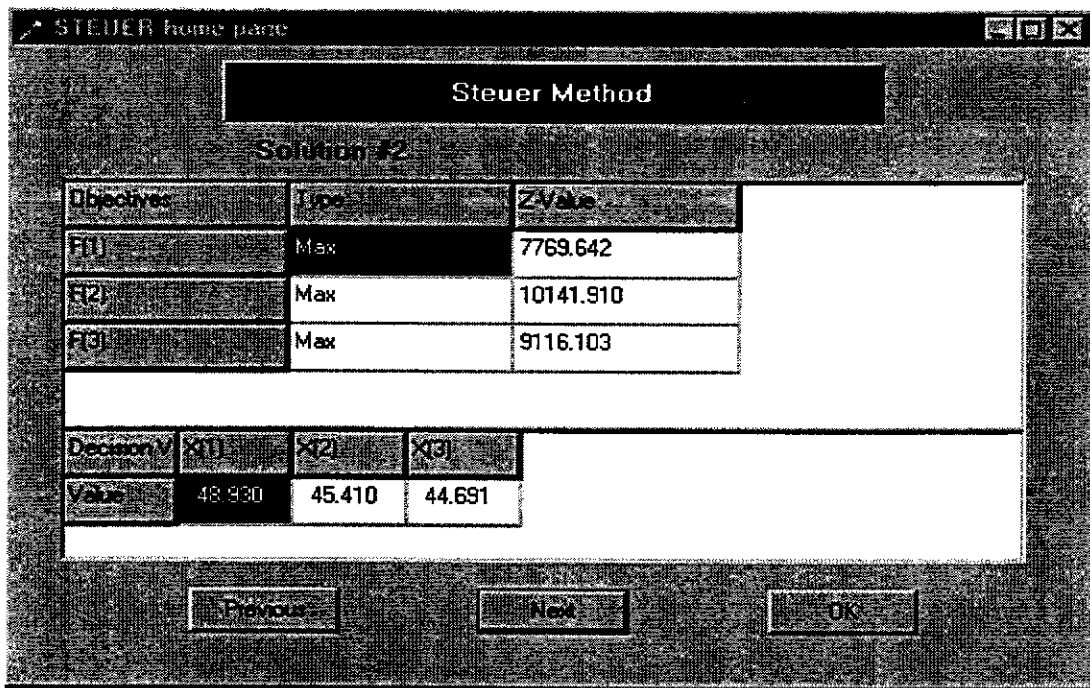 STEUER home page
Steuer Method
Solution #2
Objectives Type Z-Value
F(1) Max 7769.642
F(2) Max 10141.910
F(3) Max 9116.103
Decision V X(1) X(2) X(3)
Value 48.930 45.410 44.691
Previous Next OK